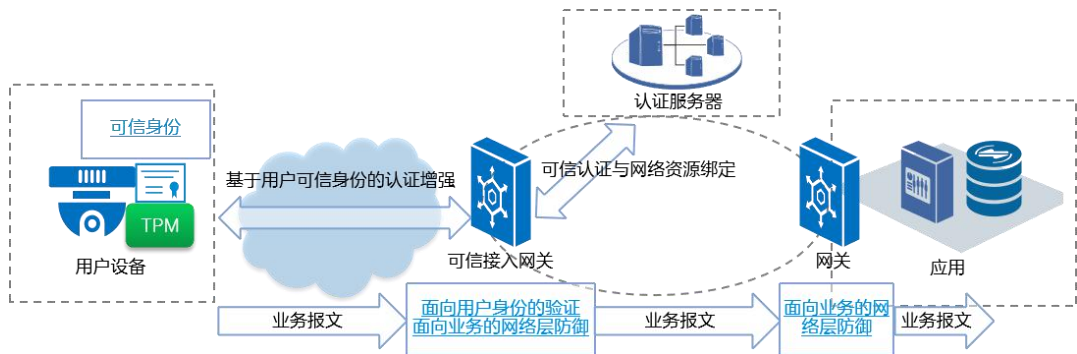 认证服务器
可信身份
TPM
用户设备
基于用户可信身份的认证增强
可信接入网关
可信认证与网络资源绑定
网关
应用
业务报文
面向用户身份的验证
面向业务的网络层防御
业务报文
面向业务的网
络层防御
业务报文